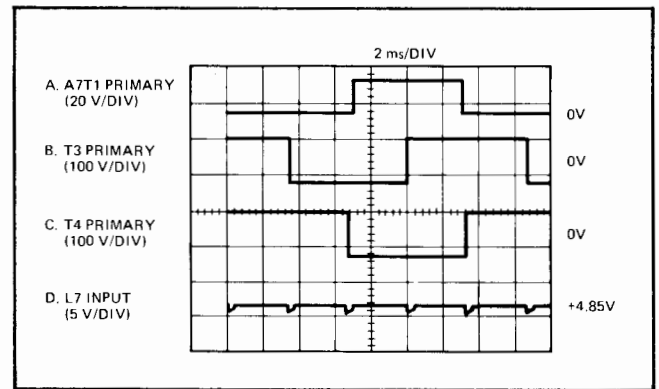 2 ms/DIV
A. A7T1 PRIMARY
(20 V/DIV)
0V
B. T3 PRIMARY
(100 V/DIV)
0V
C. T4 PRIMARY
(100 V/DIV)
0V
D. L7 INPUT
(5 V/DIV)
+4.85V